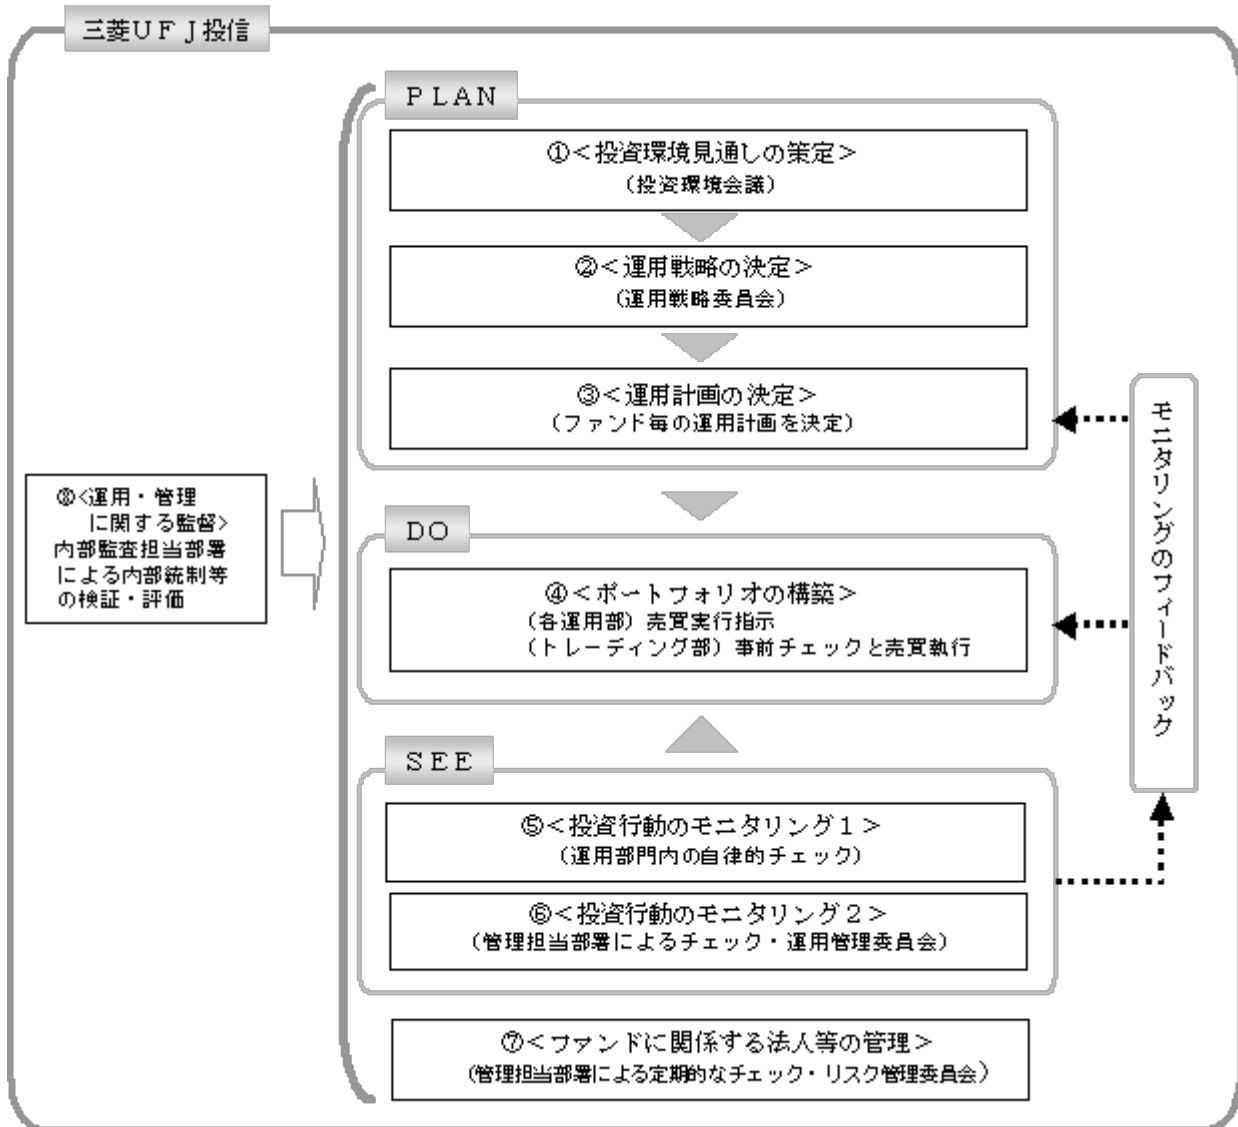 三菱ＵＦＪ投信
ＰＬＡＮ
①＜投資環境見通しの策定＞
（投資環境会議）
②＜運用戦略の決定＞
（運用戦略委員会）
③＜運用計画の決定＞
（ファンド毎の運用計画を決定）
⑧<運用・管理
に関する監督>
内部監査担当部署
による内部統制等
の検証・評価
ＤＯ
④＜ポートフォリオの構築＞
（各運用部）売買実行指示
（トレーディング部）事前チェックと売買執行
モニタリングのフィードバック
ＳＥＥ
⑤＜投資行動のモニタリング１＞
（運用部門内の自律的チェック）
⑥＜投資行動のモニタリング２＞
（管理担当部署によるチェック・運用管理委員会）
⑦＜ファンドに関係する法人等の管理＞
（管理担当部署による定期的なチェック・リスク管理委員会）